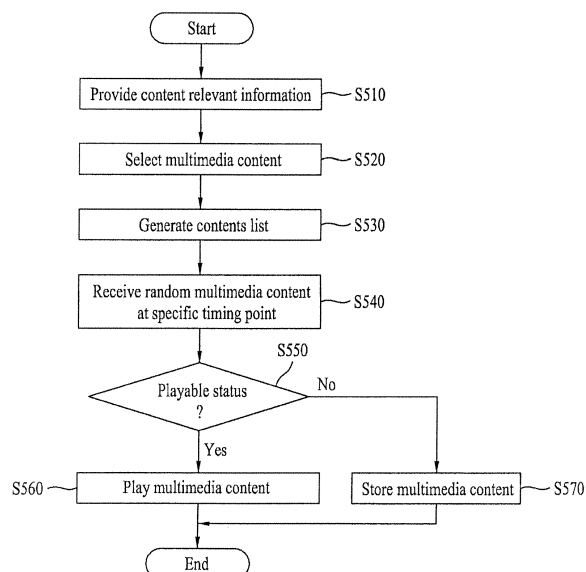 Start
Provide content relevant information
S510
Select multimedia content
S520
Generate contents list
S530
Receive random multimedia content
at specific timing point
S540
S550
Playable status
?
No
Yes
S560
Play multimedia content
Store multimedia content
S570
End